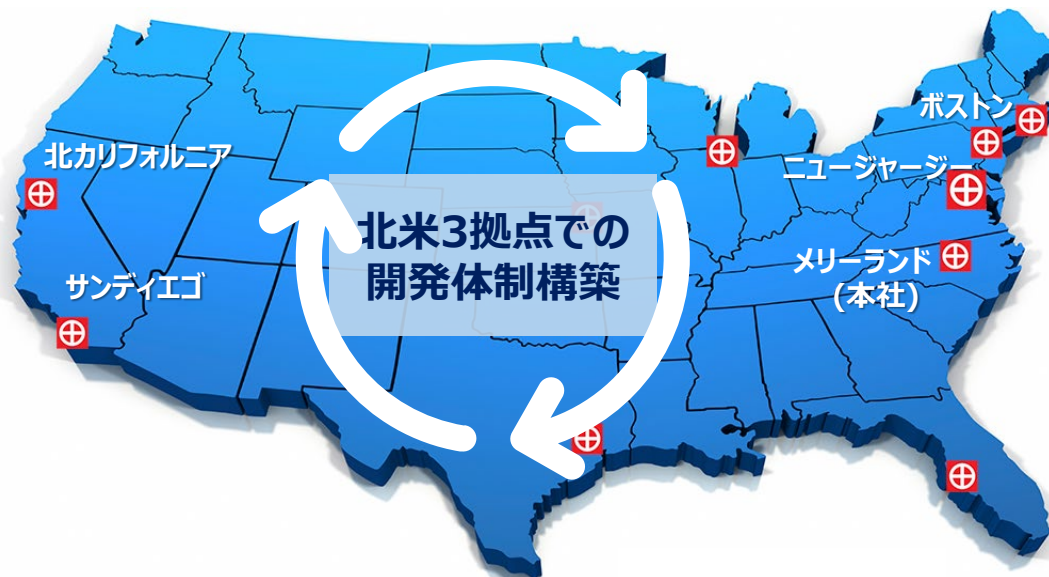 ボストン
北カリフォルニア
ニュージャージー
北米3拠点での
開発体制構築
メリーランド
(本社)
サンディエゴ